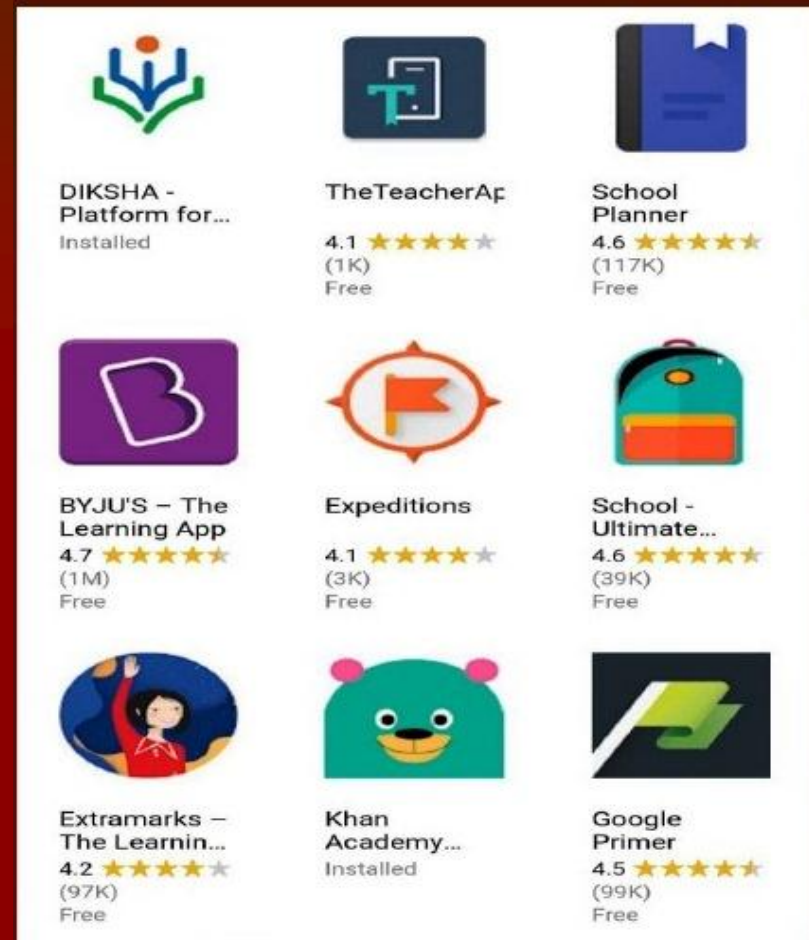 DIKSHA -
Platform for...
Installed
TheTeacherAp
4.1
(1K)
Free
School
Planner
4.6
(117K)
Free
BYJU'S – The
Learning App
4.7
(1M)
Free
Expeditions
4.1
(3K)
Free
School -
Ultimate...
4.6
(39K)
Free
Extramarks –
The Learnin...
4.2
(97K)
Free
Khan
Academy...
Installed
Google
Primer
4.5
(99K)
Free